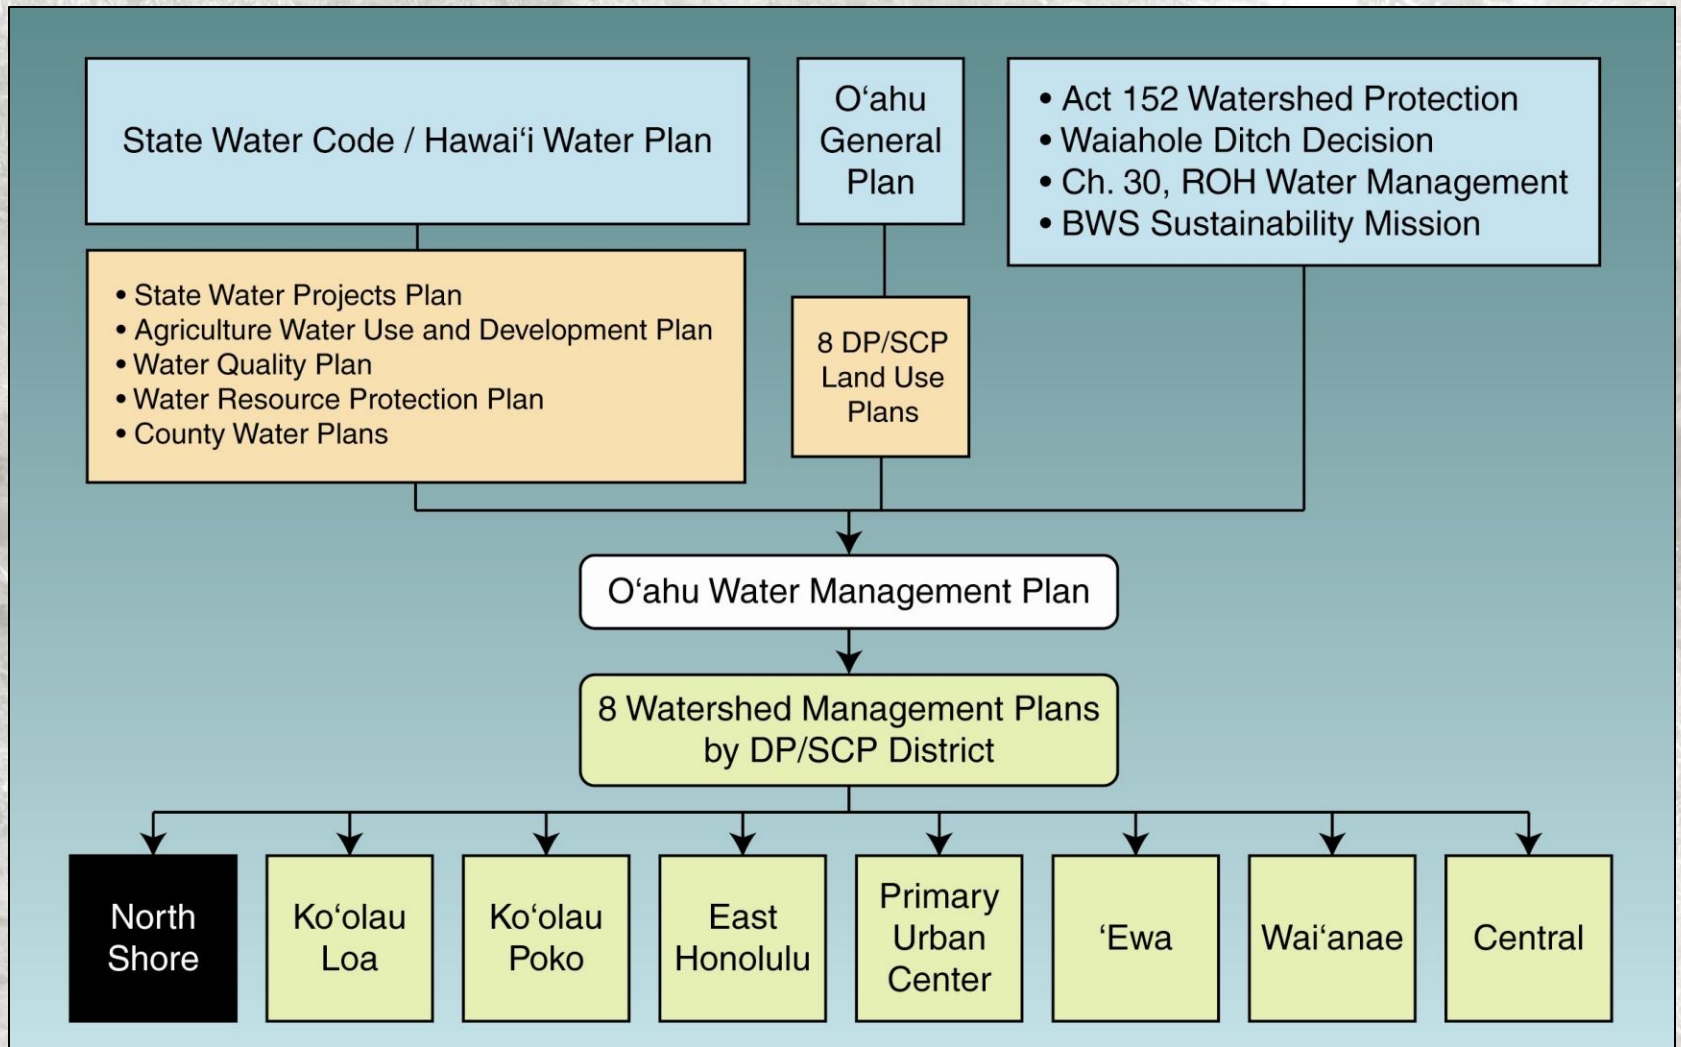 State Water Code / Hawai‘i Water Plan
O‘ahu
General
Plan
• Act 152 Watershed Protection
• Waiahole Ditch Decision
• Ch. 30, ROH Water Management
• BWS Sustainability Mission
• State Water Projects Plan
• Agriculture Water Use and Development Plan
• Water Quality Plan
• Water Resource Protection Plan
• County Water Plans
8 DP/SCP
Land Use
Plans
O‘ahu Water Management Plan
8 Watershed Management Plans
by DP/SCP District
North
Shore
Ko‘olau
Loa
Ko‘olau
Poko
East
Honolulu
Primary
Urban
Center
‘Ewa
Wai‘anae
Central